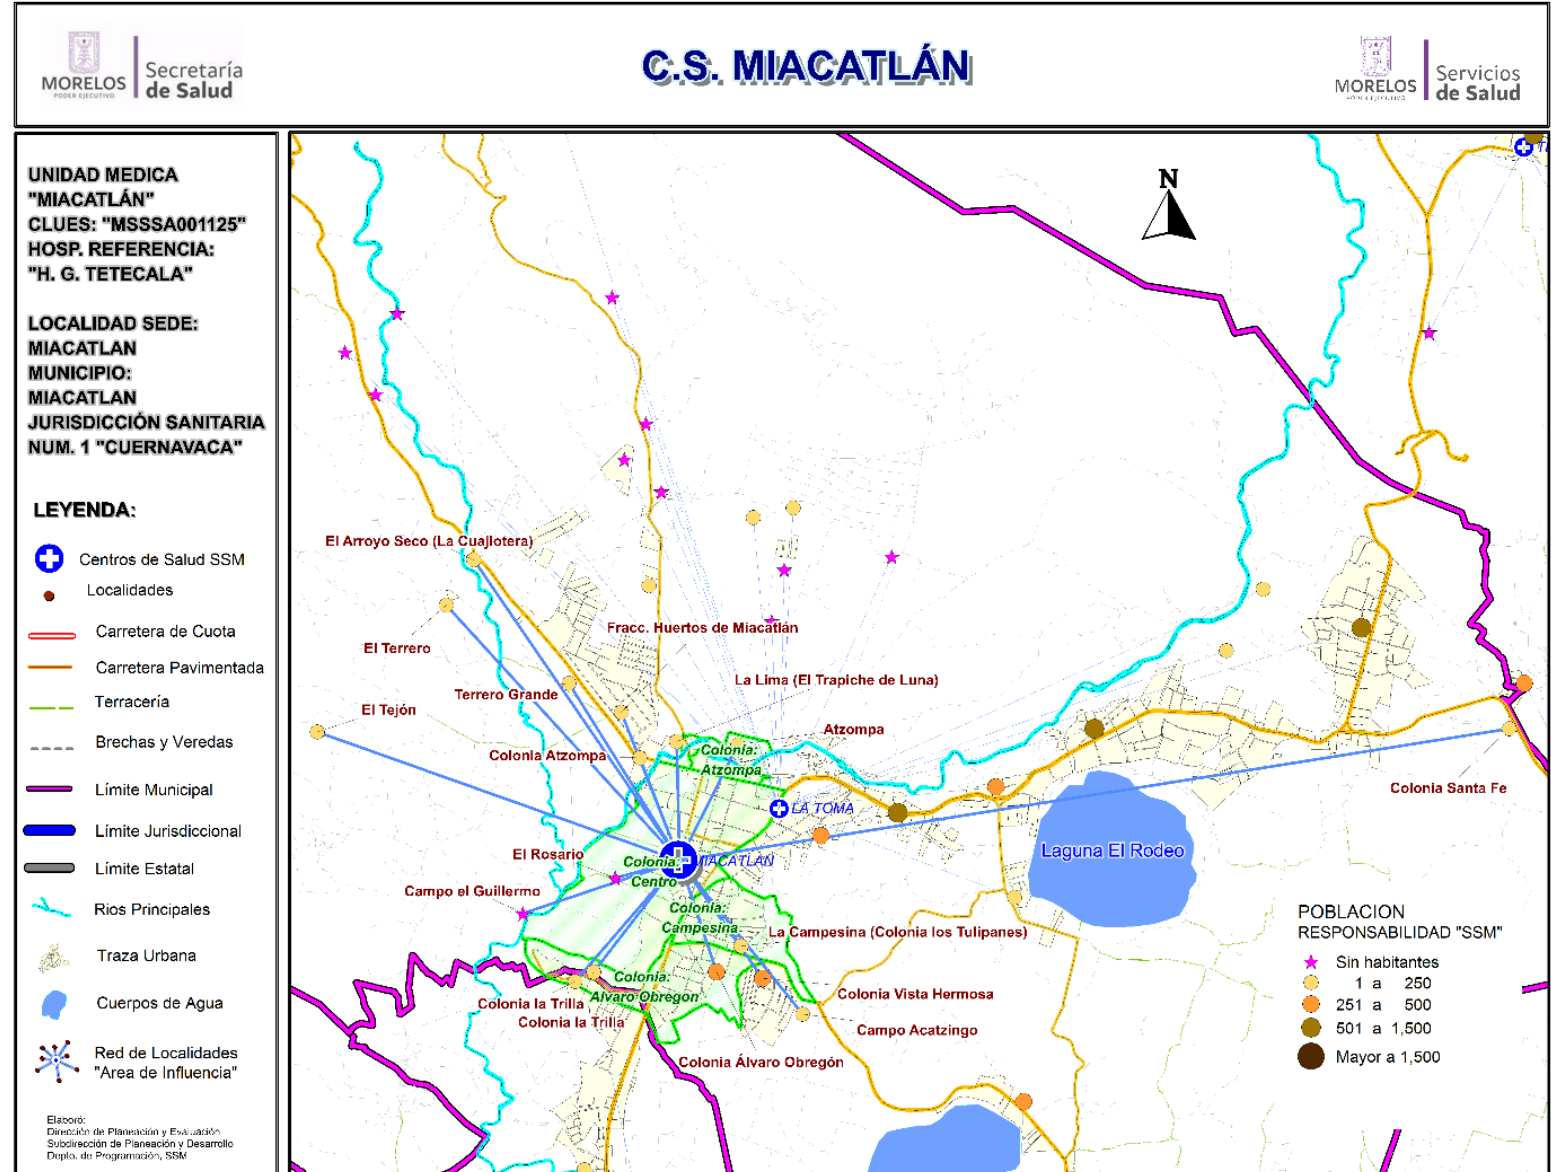 MORELOS
PODER EJECUTIVO
Secretaría
de Salud
C.S. MIACATLÁN
MORELOS
PODER EJECUTIVO
Servicios
de Salud
UNIDAD MEDICA
"MIACATLÁN"
CLUES: "MSSSA001125"
HOSP. REFERENCIA:
"H. G. TETECALA"
LOCALIDAD SEDE:
MIACATLAN
MUNICIPIO:
MIACATLAN
JURISDICCIÓN SANITARIA
NUM. 1 "CUERNAVACA"
LEYENDA:
Centros de Salud SSM
Localidades
Carretera de Cuota
Carretera Pavimentada
Terracería
Brechas y Veredas
Límite Municipal
Límite Jurisdiccional
Límite Estatal
Rios Principales
Traza Urbana
Cuerpos de Agua
Red de Localidades
"Area de Influencia"
Elaboró:
Dirección de Planeación y Evaluación
Subdirección de Planeación y Desarrollo
Depto. de Programación, SSM
N
El Arroyo Seco (La Cuajlotera)
El Terrero
Fracc. Huertos de Miacatlán
La Lima (El Trapiche de Luna)
Terrero Grande
El Tejón
Atzompa
Colonia Atzompa
Colonia:
Atzompa
Colonia Santa Fe
LA TOMA
Laguna El Rodeo
El Rosario
Colonia:
Centro
MIACATLÁN
Campo el Guillermo
Colonia:
Campesina
La Campesina (Colonia los Tulipanes)
Colonia:
Alvaro Obregon
Colonia la Trilla
Colonia la Trilla
Colonia Vista Hermosa
Campo Acatzingo
Colonia Álvaro Obregón
POBLACION
RESPONSABILIDAD "SSM"
Sin habitantes
1 a 250
251 a 500
501 a 1,500
Mayor a 1,500